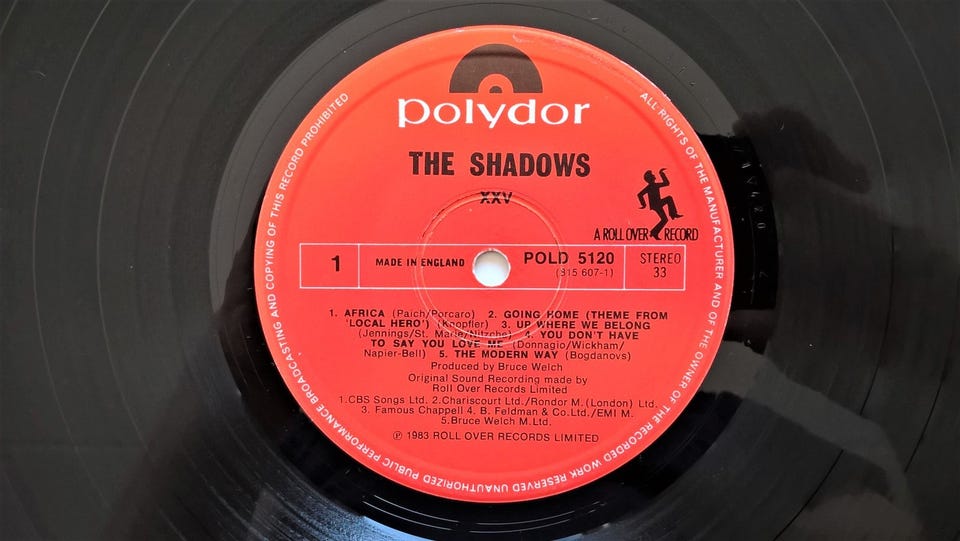 polydor
THE SHADOWS
XXV
A ROLL OVER RECORD
1
MADE IN ENGLAND
POLD 5120
(815 607-1)
STEREO
33
1. AFRICA (Paich/Porcaro) 2. GOING HOME (THEME FROM
'LOCAL HERO') (Knopfler) 3. UP WHERE WE BELONG
(Jennings/St. Marie/Nitzche) 4. YOU DON'T HAVE
TO SAY YOU LOVE ME (Donnagio/Wickham/
Napier-Bell) 5. THE MODERN WAY (Bogdanovs)
Produced by Bruce Welch
Original Sound Recording made by
Roll Over Records Limited
1.CBS Songs Ltd. 2.Chariscourt Ltd./Rondor M. (London) Ltd.
3. Famous Chappell 4. B. Feldman & Co.Ltd./EMI M.
5.Bruce Welch M.Ltd.
℗ 1983 ROLL OVER RECORDS LIMITED
ALL RIGHTS OF THE MANUFACTURER AND OF THE OWNER OF THE RECORDED WORK RESERVED UNAUTHORIZED PUBLIC PERFORMANCE BROADCASTING AND COPYING OF THIS RECORD PROHIBITED